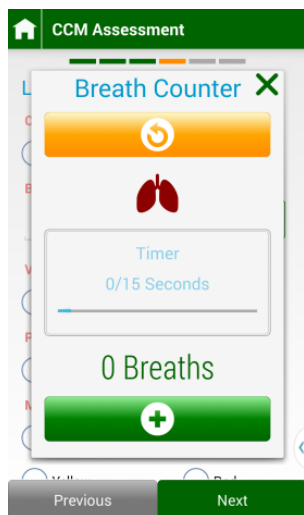 CCM Assessment
Breath Counter
Timer
0/15 Seconds
0 Breaths
Previous
Next